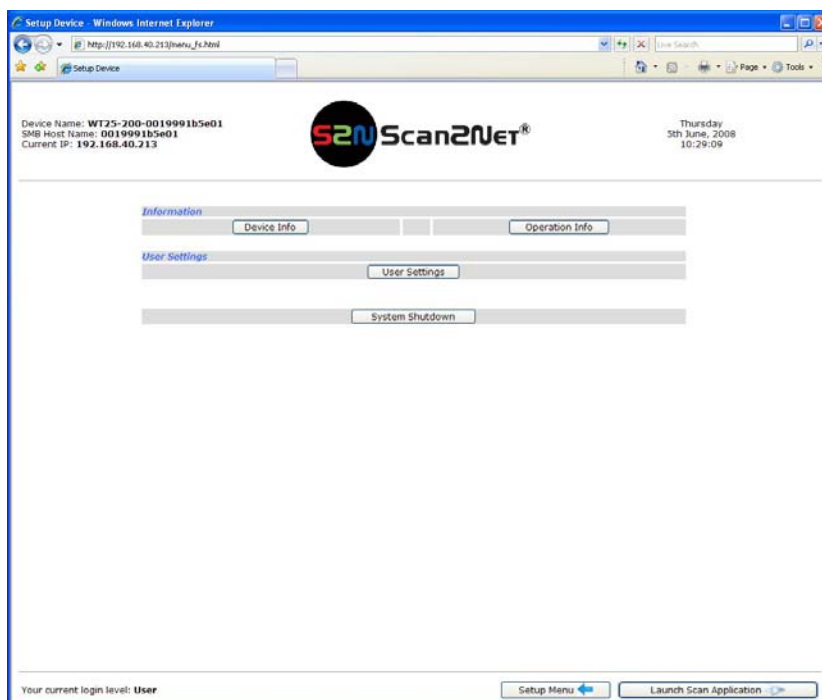 Setup Device - Windows Internet Explorer
http://192.168.40.213/menu_fs.html
Live Search
Setup Device
Page
Tools
Device Name: WT25-200-0019991b5e01
SMB Host Name: 0019991b5e01
Current IP: 192.168.40.213
S2N Scan2Net®
Thursday
5th June, 2008
10:29:09
Information
Device Info
Operation Info
User Settings
User Settings
System Shutdown
Your current login level: User
Setup Menu
Launch Scan Application